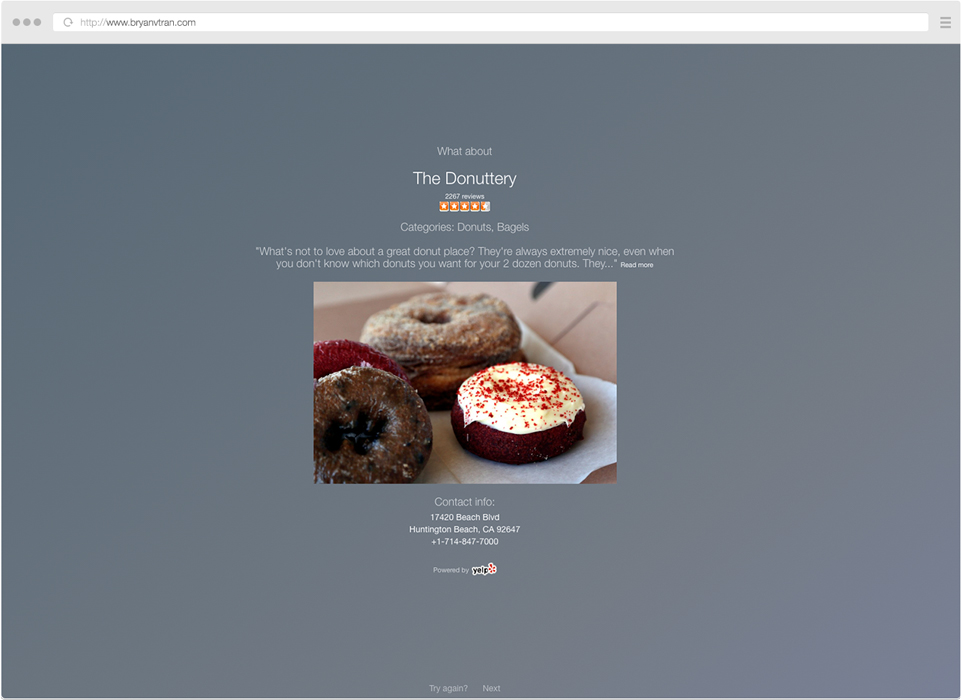 http://www.bryanvtran.com
What about
The Donuttery
2267 reviews
Categories: Donuts, Bagels
"What's not to love about a great donut place? They're always extremely nice, even when
you don't know which donuts you want for your 2 dozen donuts. They..." Read more
Contact info:
17420 Beach Blvd
Huntington Beach, CA 92647
+1-714-847-7000
Powered by yelp
Try again? Next